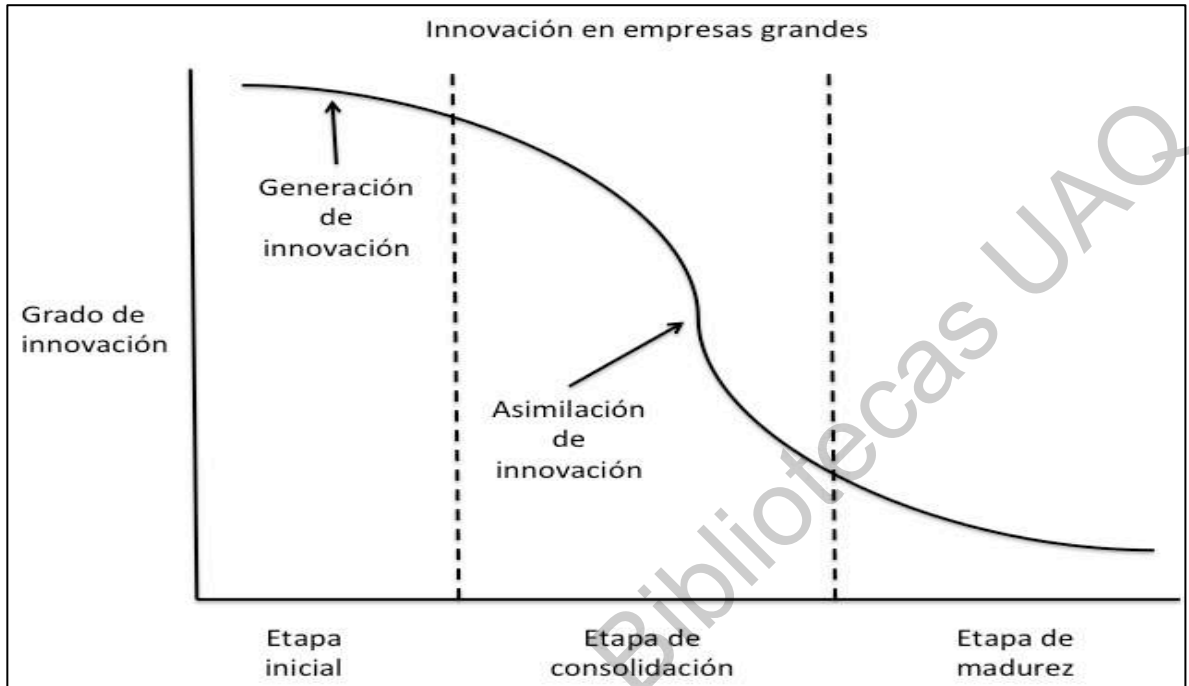 Innovación en empresas grandes
Generación
de
innovación
Grado de
innovación
Asimilación
de
innovación
Etapa
inicial
Etapa de
consolidación
Etapa de
madurez
Bibliotecas UAQ